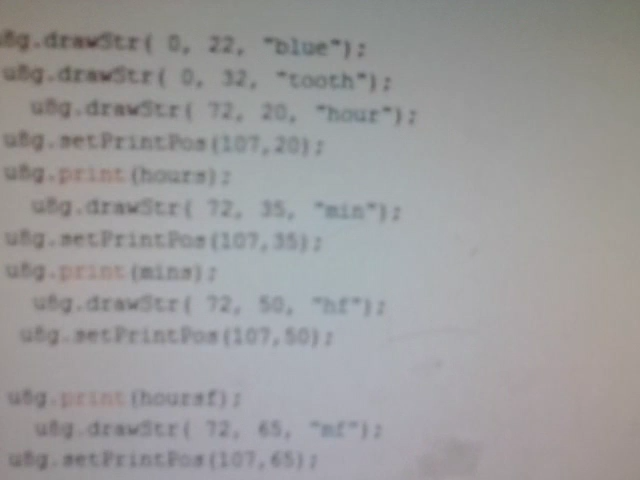 u8g.drawStr( 0, 22, "blue");
u8g.drawStr( 0, 32, "tooth");
u8g.drawStr( 72, 20, "hour");
u8g.setPrintPos(107,20);
u8g.print(hours);
u8g.drawStr( 72, 35, "min");
u8g.setPrintPos(107,35);
u8g.print(mins);
u8g.drawStr( 72, 50, "hf");
u8g.setPrintPos(107,50);
u8g.print(hoursf);
u8g.drawStr( 72, 65, "mf");
u8g.setPrintPos(107,65);